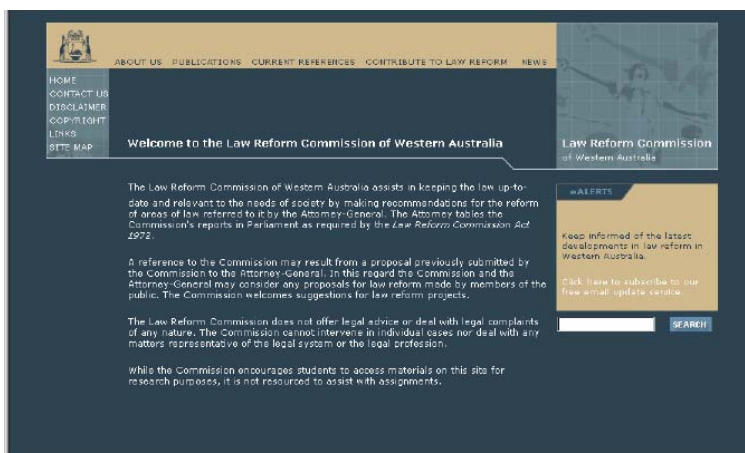 ABOUT US PUBLICATIONS CURRENT REFERENCES CONTRIBUTE TO LAW REFORM NEWS
HOME
CONTACT US
DISCLAIMER
COPYRIGHT
LINKS
SITE MAP
Welcome to the Law Reform Commission of Western Australia
Law Reform Commission
of Western Australia
The Law Reform Commission of Western Australia assists in keeping the law up-to-
date and relevant to the needs of society by making recommendations for the reform
of areas of law referred to it by the Attorney-General. The Attorney tables the
Commission's reports in Parliament as required by the Law Reform Commission Act
1972.
A reference to the Commission may result from a proposal previously submitted by
the Commission to the Attorney-General. In this regard the Commission and the
Attorney-General may consider any proposals for law reform made by members of the
public. The Commission welcomes suggestions for law reform projects.
The Law Reform Commission does not offer legal advice or deal with legal complaints
of any nature. The Commission cannot intervene in individual cases nor deal with any
matters representative of the legal system or the legal profession.
While the Commission encourages students to access materials on this site for
research purposes, it is not resourced to assist with assignments.
eALERTS
Keep informed of the latest
developments in law reform in
Western Australia.
Click here to subscribe to our
free email update service.
SEARCH